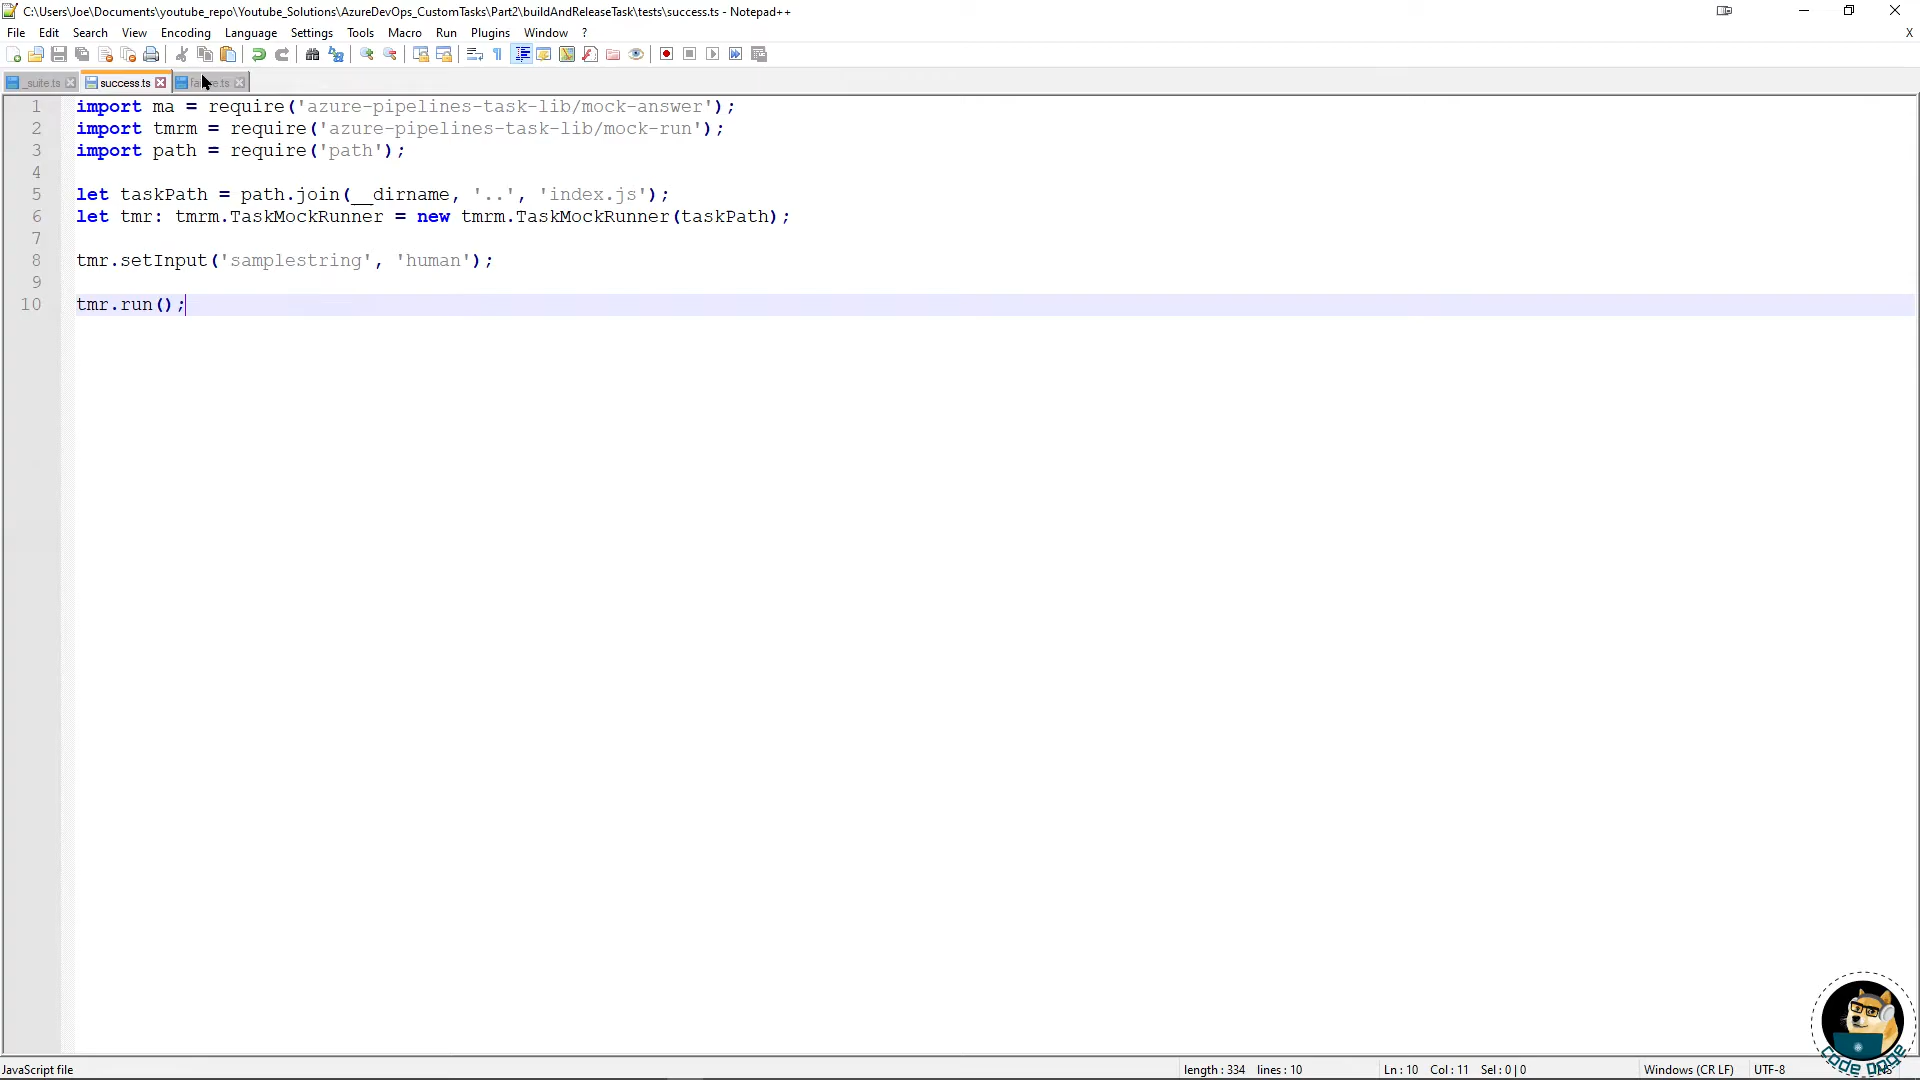 C:\Users\Joe\Documents\youtube_repo\Youtube_Solutions\AzureDevOps_CustomTasks\Part2\buildAndReleaseTask\tests\success.ts - Notepad++
File Edit Search View Encoding Language Settings Tools Macro Run Plugins Window ? X
_suite.ts success.ts
1 import ma = require('azure-pipelines-task-lib/mock-answer');
2 import tmrm = require('azure-pipelines-task-lib/mock-run');
3 import path = require('path');
4
5 let taskPath = path.join(__dirname, '..', 'index.js');
6 let tmr: tmrm.TaskMockRunner = new tmrm.TaskMockRunner(taskPath);
7
8 tmr.setInput('samplestring', 'human');
9
10 tmr.run();
JavaScript file length : 334 lines : 10 Ln : 10 Col : 11 Sel : 0 | 0 Windows (CR LF) UTF-8
Code Doge